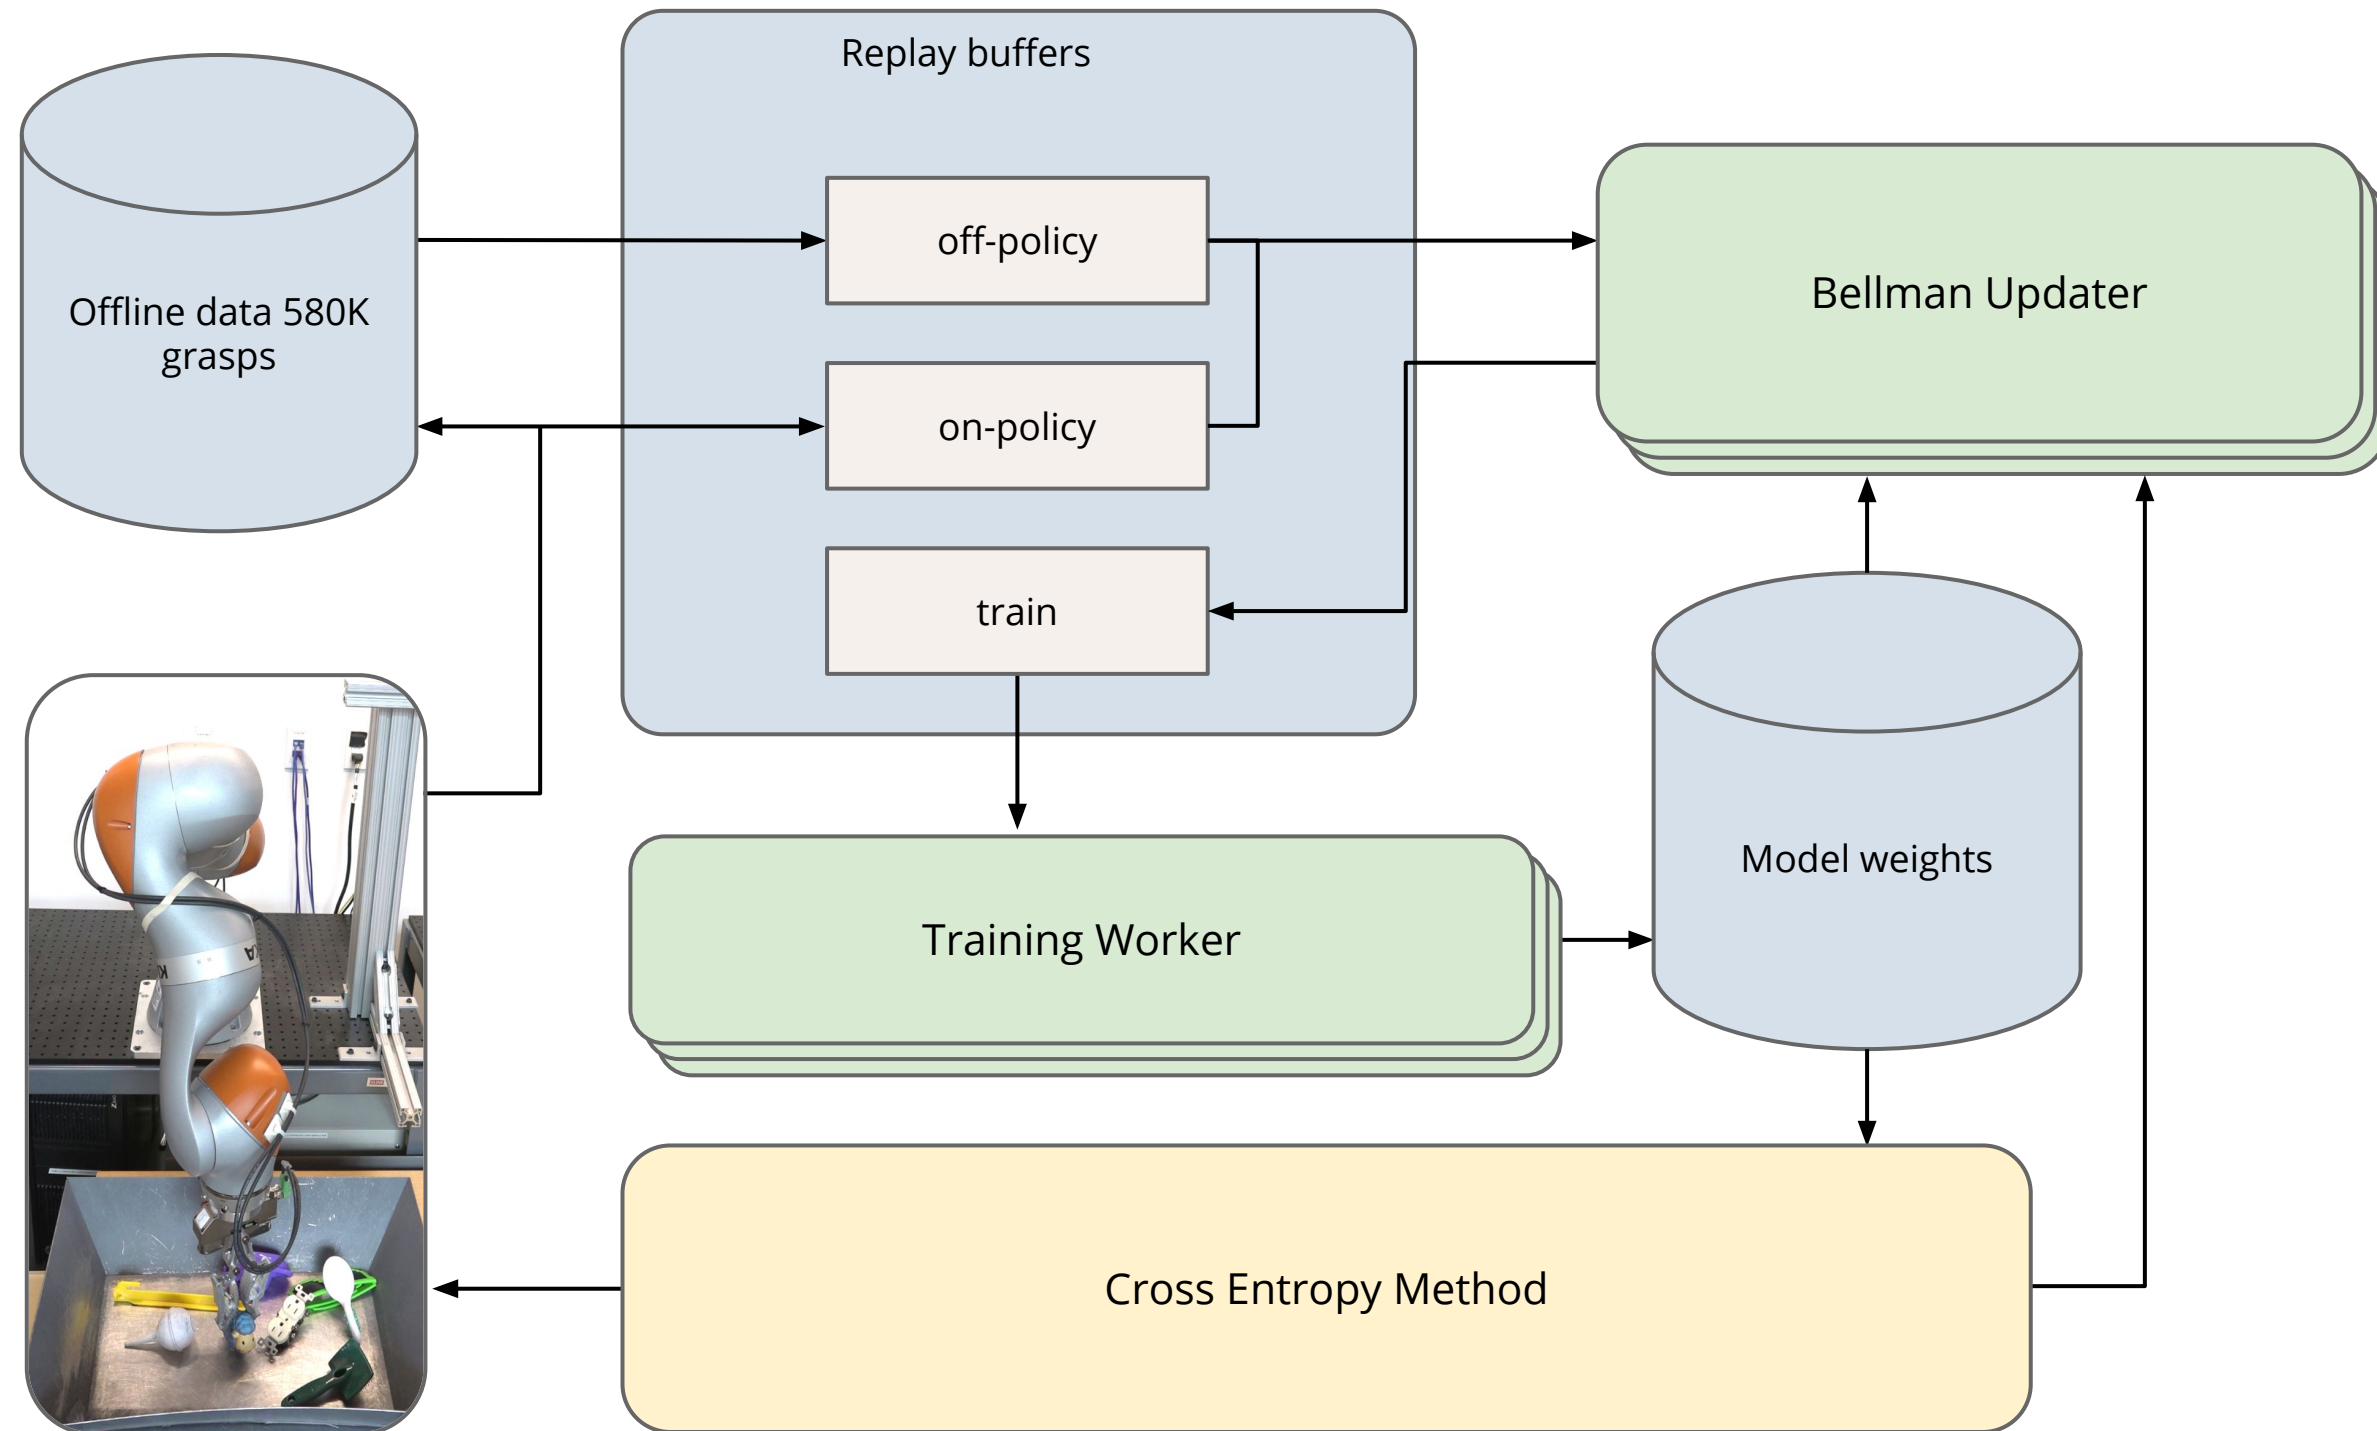 Replay buffers
Offline data 580K
grasps
off-policy
on-policy
train
Bellman Updater
Model weights
Training Worker
Cross Entropy Method